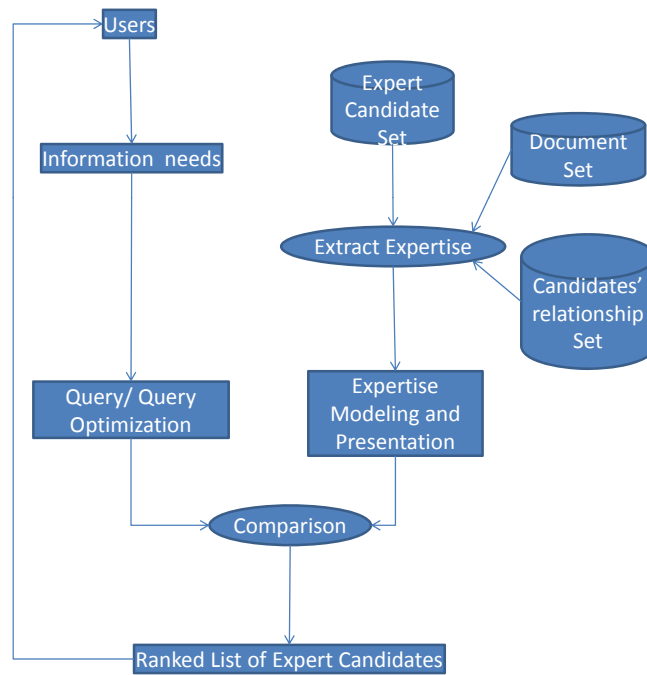 Users
Expert
Candidate
Set
Document
Set
Information needs
Extract Expertise
Candidates'
relationship
Set
Query/ Query
Optimization
Expertise
Modeling and
Presentation
Comparison
Ranked List of Expert Candidates